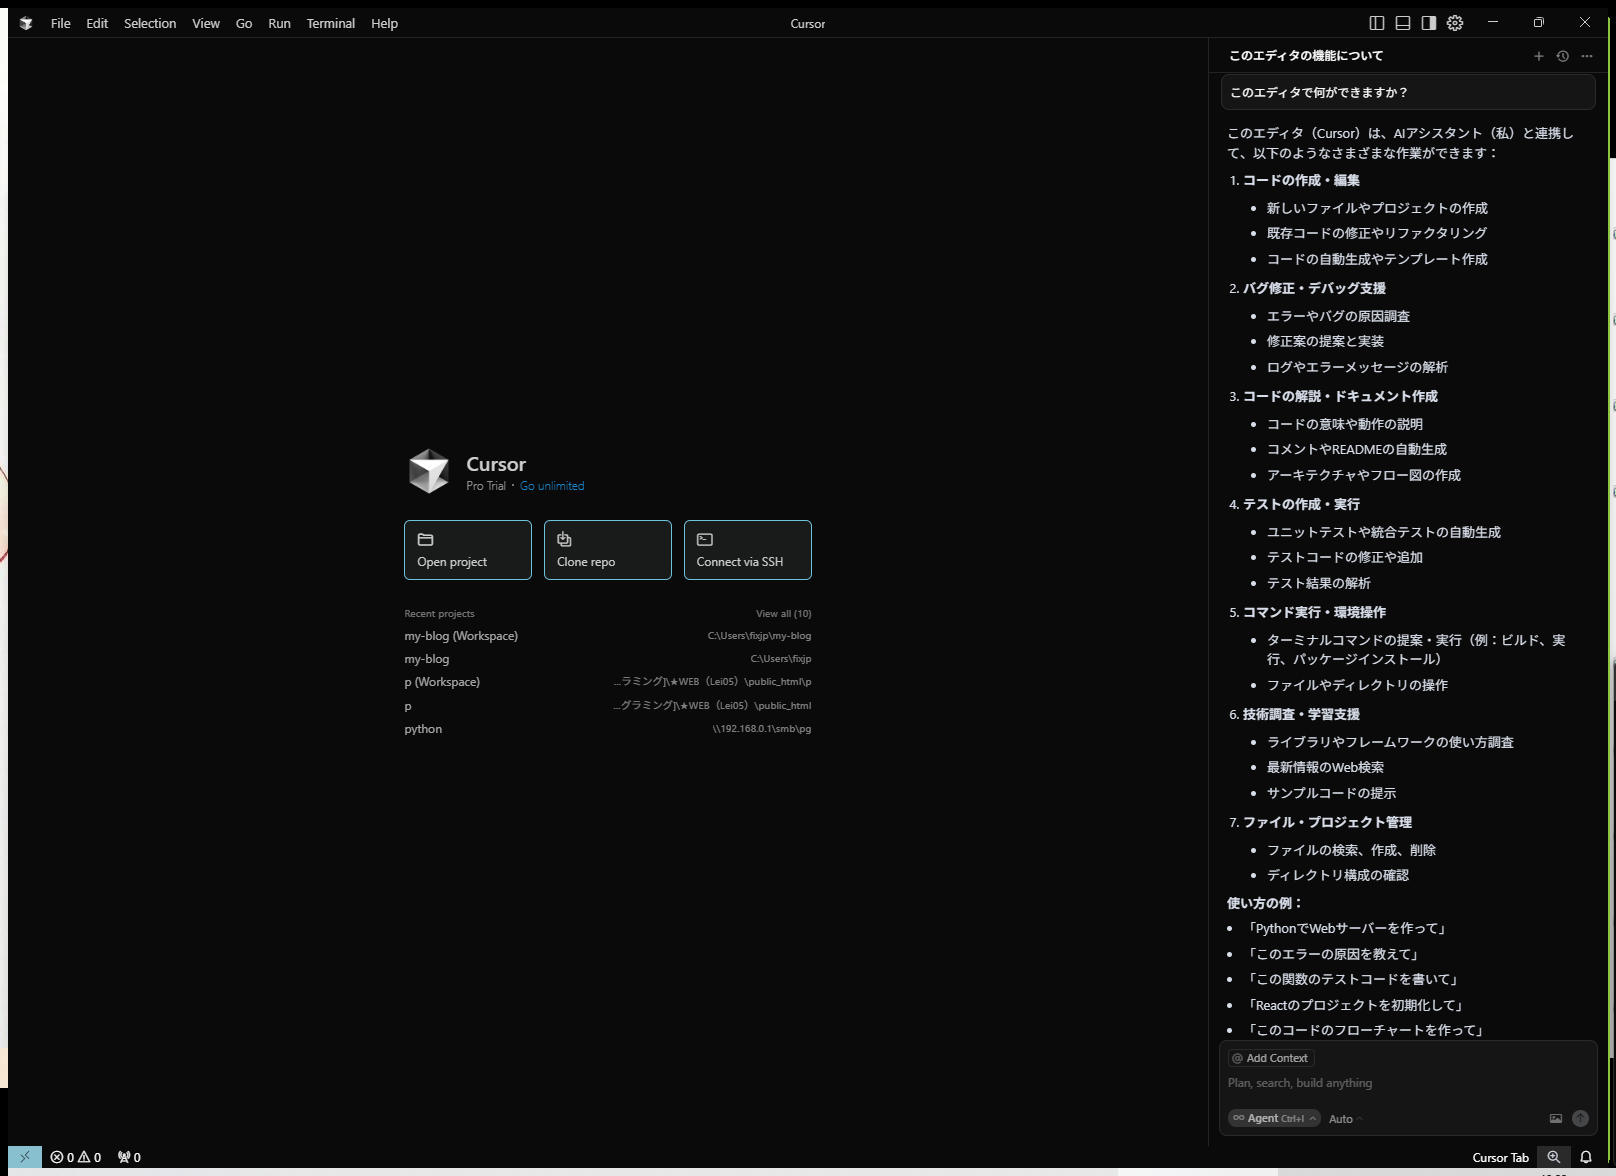 File Edit Selection View Go Run Terminal Help
Cursor
Cursor
Pro Trial · Go unlimited
Open project
Clone repo
Connect via SSH
Recent projects
View all (10)
my-blog (Workspace) C:\Users\fixjp\my-blog
my-blog C:\Users\fixjp
p (Workspace) ...ラミング]\★WEB（Lei05）\public_html\p
p ...グラミング]\★WEB（Lei05）\public_html
python \\192.168.0.1\smb\pg
このエディタの機能について
このエディタで何ができますか？
このエディタ（Cursor）は、AIアシスタント（私）と連携し
て、以下のようなさまざまな作業ができます：
1. コードの作成・編集
• 新しいファイルやプロジェクトの作成
• 既存コードの修正やリファクタリング
• コードの自動生成やテンプレート作成
2. バグ修正・デバッグ支援
• エラーやバグの原因調査
• 修正案の提案と実装
• ログやエラーメッセージの解析
3. コードの解説・ドキュメント作成
• コードの意味や動作の説明
• コメントやREADMEの自動生成
• アーキテクチャやフロー図の作成
4. テストの作成・実行
• ユニットテストや統合テストの自動生成
• テストコードの修正や追加
• テスト結果の解析
5. コマンド実行・環境操作
• ターミナルコマンドの提案・実行（例：ビルド、実
行、パッケージインストール）
• ファイルやディレクトリの操作
6. 技術調査・学習支援
• ライブラリやフレームワークの使い方調査
• 最新情報のWeb検索
• サンプルコードの提示
7. ファイル・プロジェクト管理
• ファイルの検索、作成、削除
• ディレクトリ構成の確認
使い方の例：
• 「PythonでWebサーバーを作って」
• 「このエラーの原因を教えて」
• 「この関数のテストコードを書いて」
• 「Reactのプロジェクトを初期化して」
• 「このコードのフローチャートを作って」
@ Add Context
Plan, search, build anything
∞ Agent Ctrl+I Auto
0 0 0
Cursor Tab